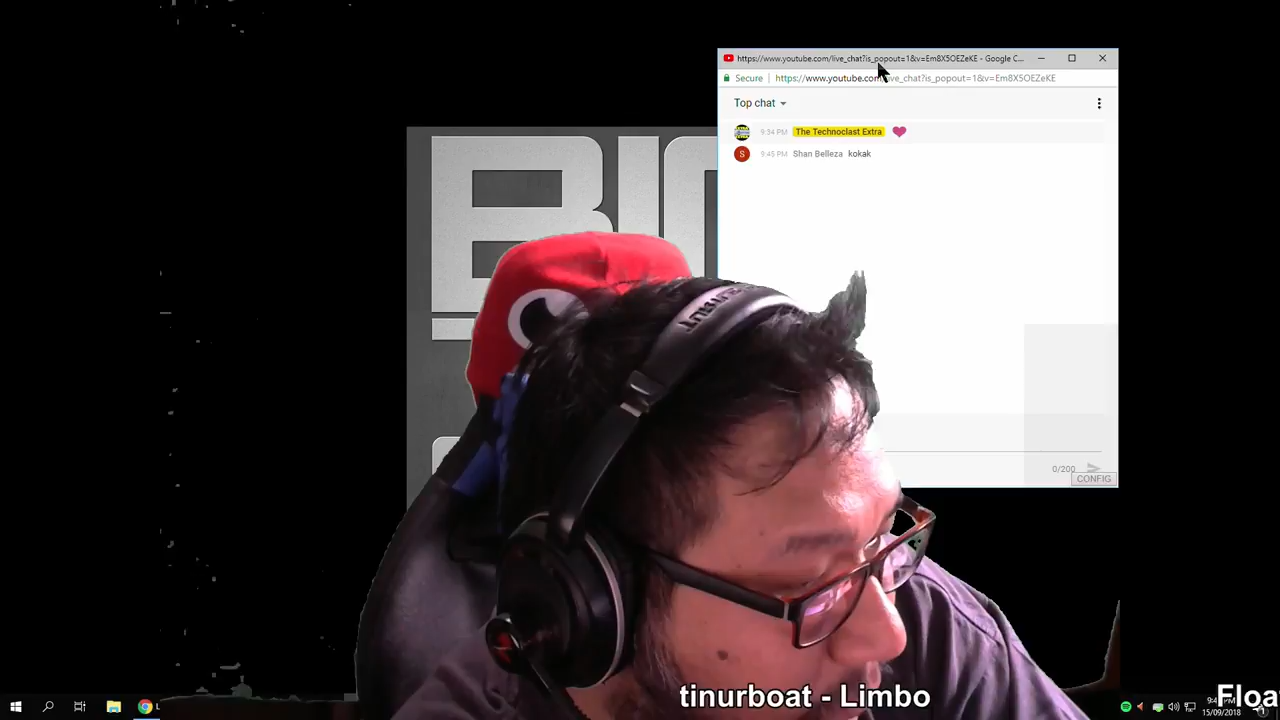 https://www.youtube.com/live_chat?is_popout=1&v=Em8X5OEZeKE - Google C...
Secure
https://www.youtube.com/live_chat?is_popout=1&v=Em8X5OEZeKE
Top chat
9:34 PM The Technoclast Extra
S 9:45 PM Shan Belleza kokak
0/200
CONFIG
tinurboat - Limbo
Floa
15/09/2018